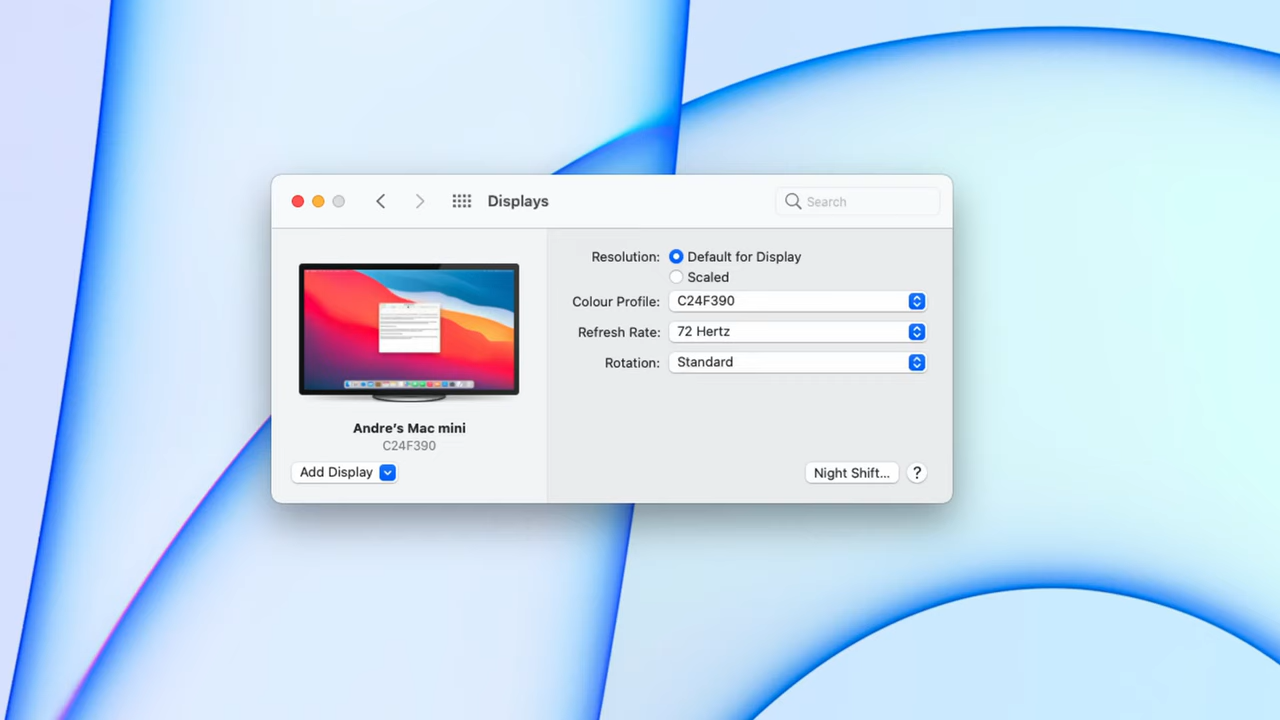 Displays
Search
Resolution: Default for Display
Scaled
Colour Profile: C24F390
Refresh Rate: 72 Hertz
Rotation: Standard
Andre’s Mac mini
C24F390
Add Display
Night Shift... ?